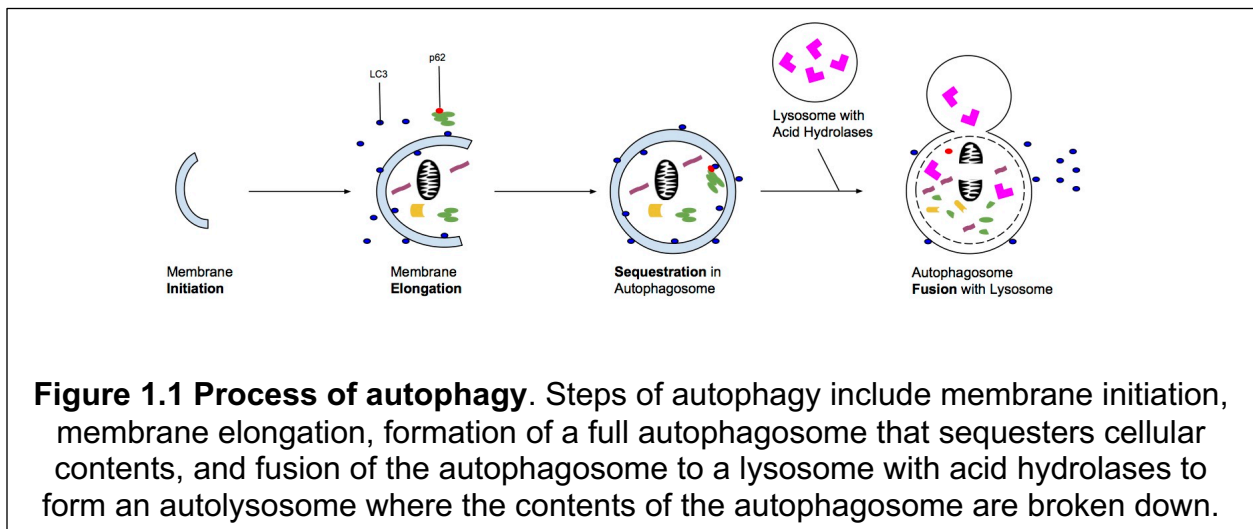 LC3
p62
Lysosome with
Acid Hydrolases
Membrane
Initiation
Membrane
Elongation
Sequestration in
Autophagosome
Autophagosome
Fusion with Lysosome
Figure 1.1 Process of autophagy. Steps of autophagy include membrane initiation,
membrane elongation, formation of a full autophagosome that sequesters cellular
contents, and fusion of the autophagosome to a lysosome with acid hydrolases to
form an autolysosome where the contents of the autophagosome are broken down.